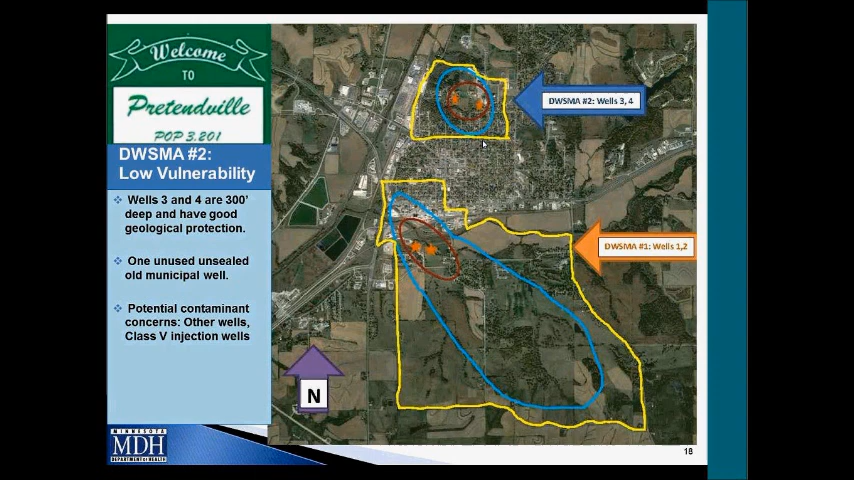 Welcome
TO
Pretendville
POP 3,201
DWSMA #2:
Low Vulnerability
Wells 3 and 4 are 300'
deep and have good
geological protection.
One unused unsealed
old municipal well.
Potential contaminant
concerns: Other wells,
Class V injection wells
DWSMA #2: Wells 3, 4
DWSMA #1: Wells 1,2
N
MINNESOTA
MDH
DEPARTMENT OF HEALTH
18